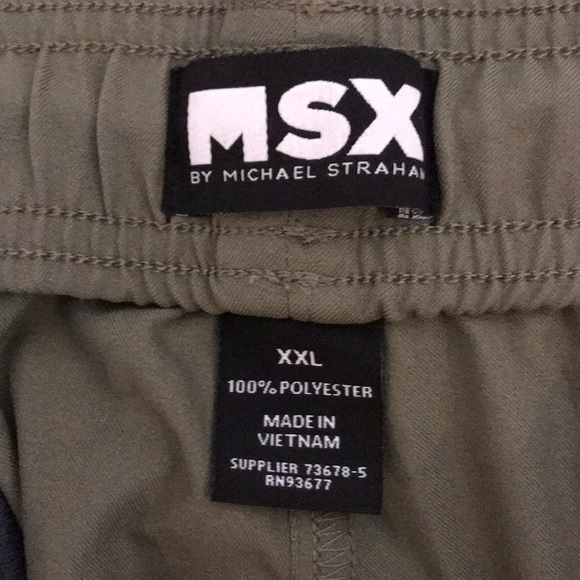 MSX
BY MICHAEL STRAHAN
XXL
100% POLYESTER
MADE IN
VIETNAM
SUPPLIER 73678-5
RN93677